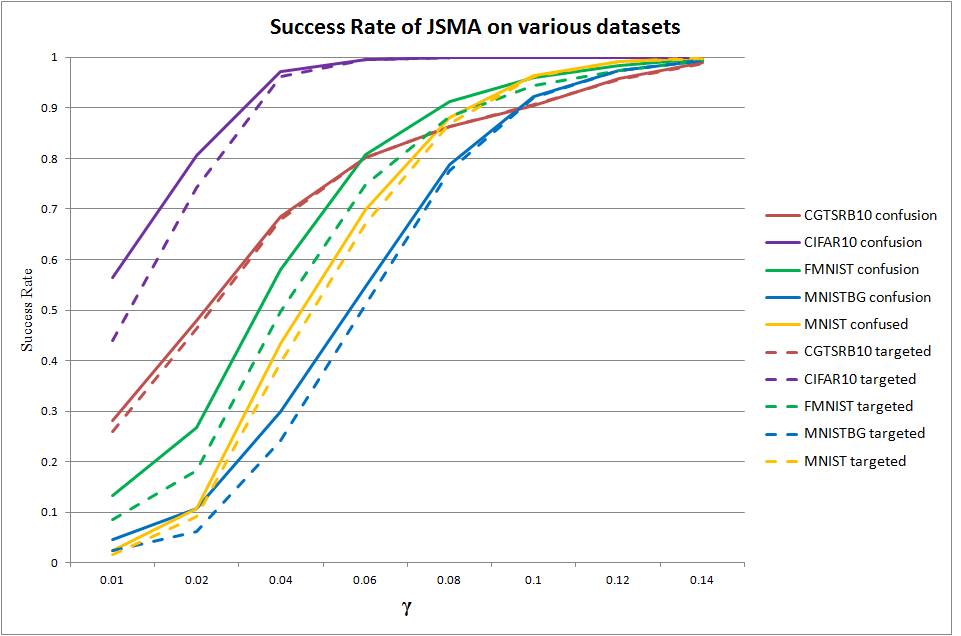 Success Rate of JSMA on various datasets
1
0.9
0.8
0.7
0.6
0.5
0.4
0.3
0.2
0.1
0
Success Rate
0.01 0.02 0.04 0.06 0.08 0.1 0.12 0.14
γ
CGTSRB10 confusion
CIFAR10 confusion
FMNIST confusion
MNISTBG confusion
MNIST confused
CGTSRB10 targeted
CIFAR10 targeted
FMNIST targeted
MNISTBG targeted
MNIST targeted